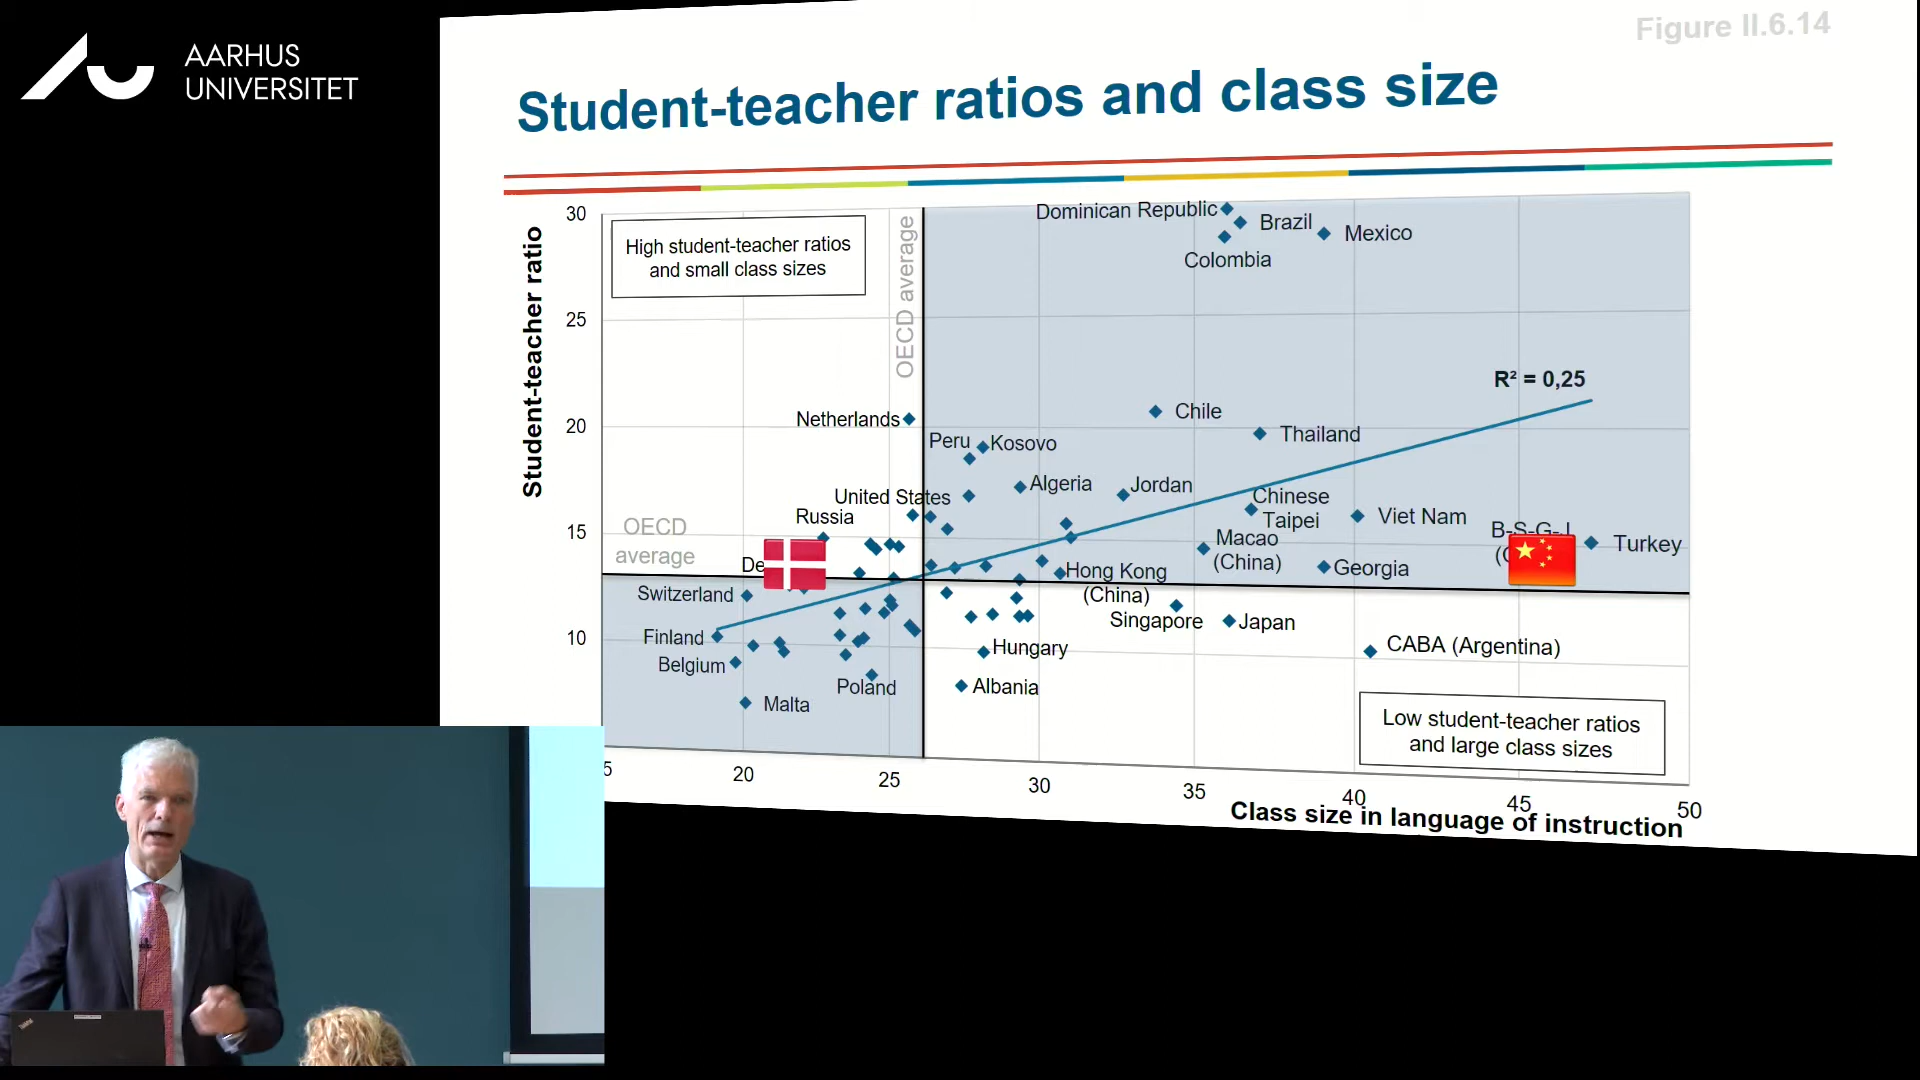 AARHUS
UNIVERSITET
Figure II.6.14
Student-teacher ratios and class size
Student-teacher ratio
30
25
20
15
10
High student-teacher ratios
and small class sizes
OECD average
Dominican Republic
Brazil
Mexico
Colombia
R² = 0,25
Netherlands
Chile
Peru
Kosovo
Thailand
United States
Algeria
Jordan
Russia
Chinese
Taipei
Viet Nam
B-S-G-J
OECD
average
Macao
(China)
Turkey
De
Hong Kong
(China)
Georgia
Switzerland
Singapore
Japan
Finland
Hungary
CABA (Argentina)
Belgium
Poland
Albania
Malta
Low student-teacher ratios
and large class sizes
5
20
25
30
35
40
45
50
Class size in language of instruction